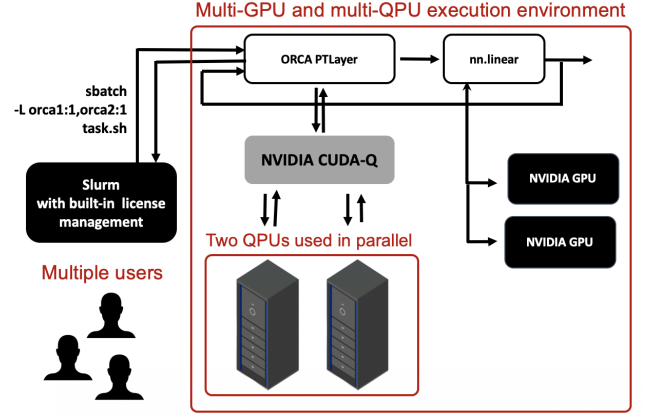 Multi-GPU and multi-QPU execution environment
ORCA PTLayer
nn.linear
sbatch
-L orca1:1,orca2:1
task.sh
NVIDIA CUDA-Q
Slurm
with built-in license
management
NVIDIA GPU
NVIDIA GPU
Two QPUs used in parallel
Multiple users